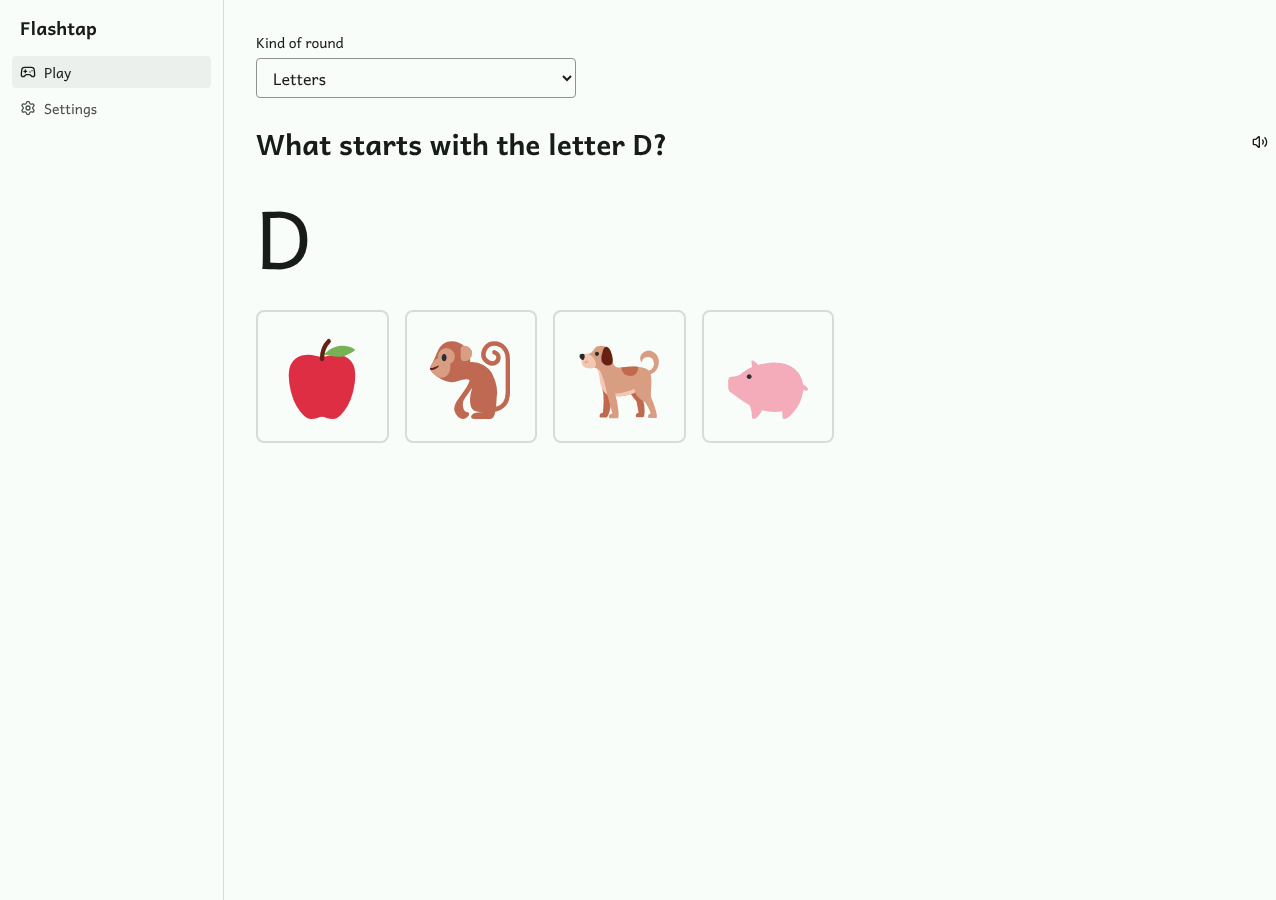 Flashtap
Play
Settings
Kind of round
Letters
What starts with the letter D?
D